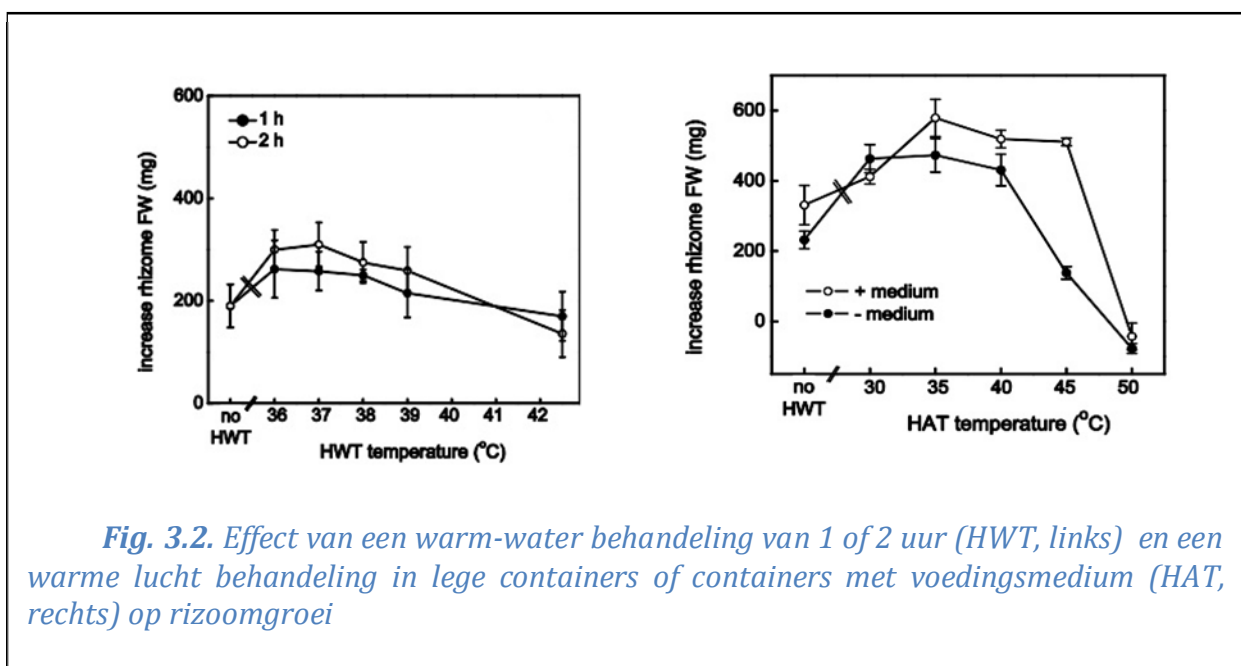 600
400
200
0
increase rhizome FW (mg)
1 h
2 h
no
HWT
36 37 38 39 40 41 42
HWT temperature (°C)
600
400
200
0
increase rhizome FW (mg)
+ medium
- medium
no
HWT
30 35 40 45 50
HAT temperature (°C)
Fig. 3.2. Effect van een warm-water behandeling van 1 of 2 uur (HWT, links) en een
warme lucht behandeling in lege containers of containers met voedingsmedium (HAT,
rechts) op rizoomgroei